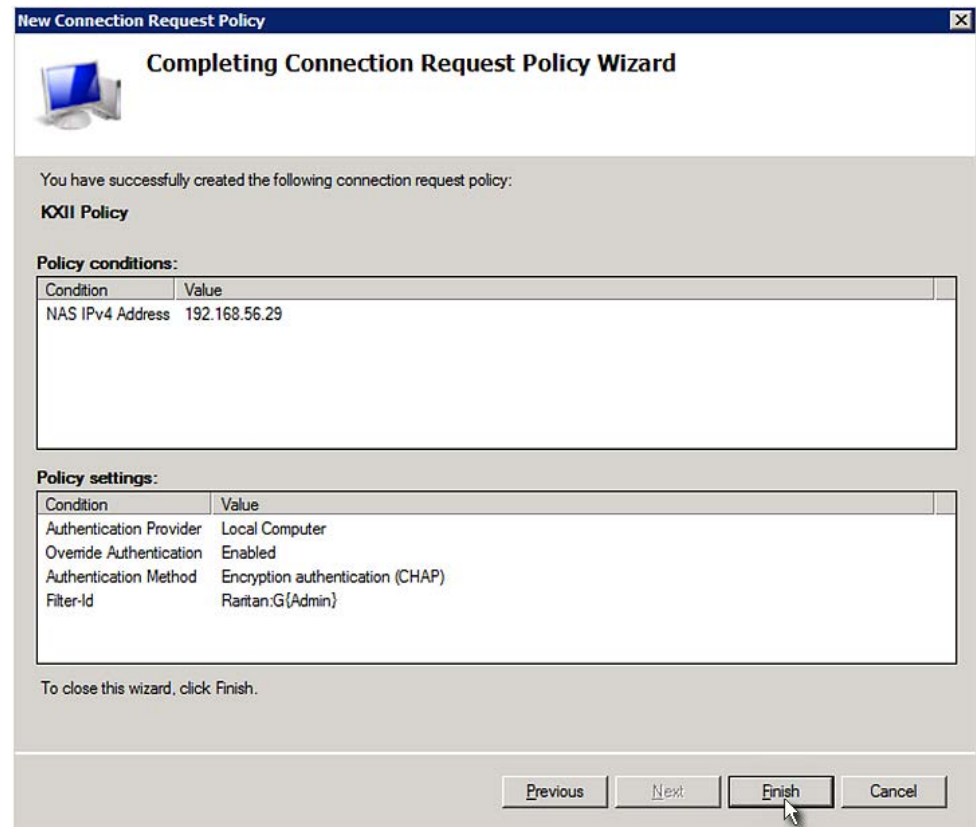 New Connection Request Policy
Completing Connection Request Policy Wizard
You have successfully created the following connection request policy:
KXII Policy
Policy conditions:
Condition Value
NAS IPv4 Address 192.168.56.29
Policy settings:
Condition Value
Authentication Provider Local Computer
Override Authentication Enabled
Authentication Method Encryption authentication (CHAP)
Filter-Id Raritan:G{Admin}
To close this wizard, click Finish.
Previous Next Finish Cancel